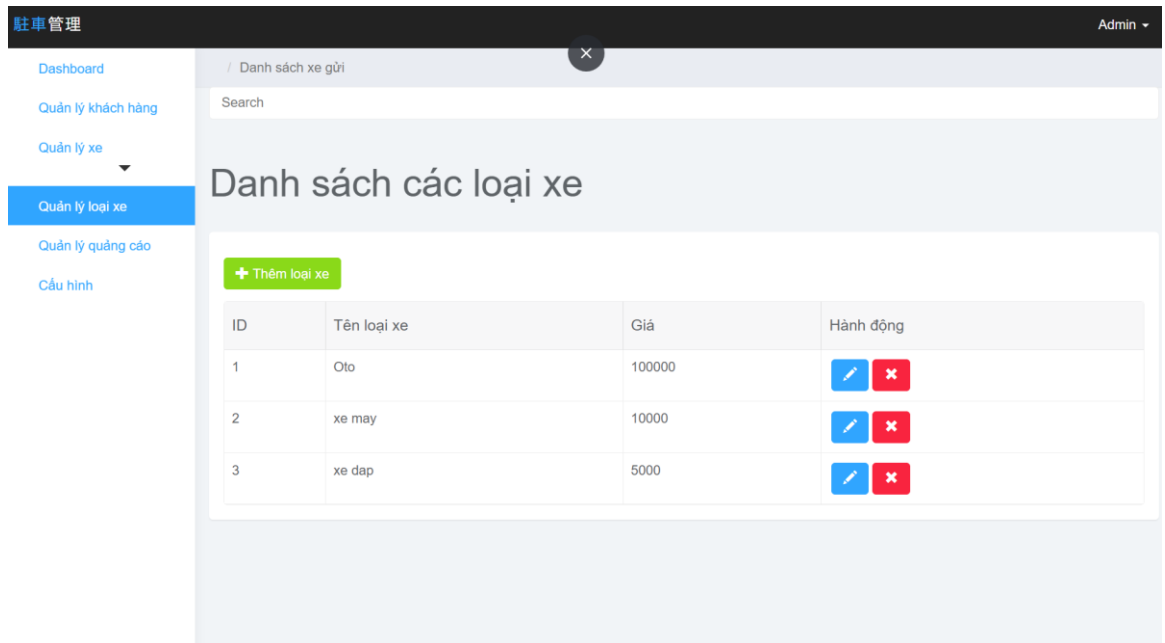 駐車管理
Admin
Dashboard
Quản lý khách hàng
Quản lý xe
Quản lý loại xe
Quản lý quảng cáo
Cấu hình
/ Danh sách xe gửi
Search
Danh sách các loại xe
Thêm loại xe
ID Tên loại xe Giá Hành động
1 Oto 100000
2 xe may 10000
3 xe dap 5000